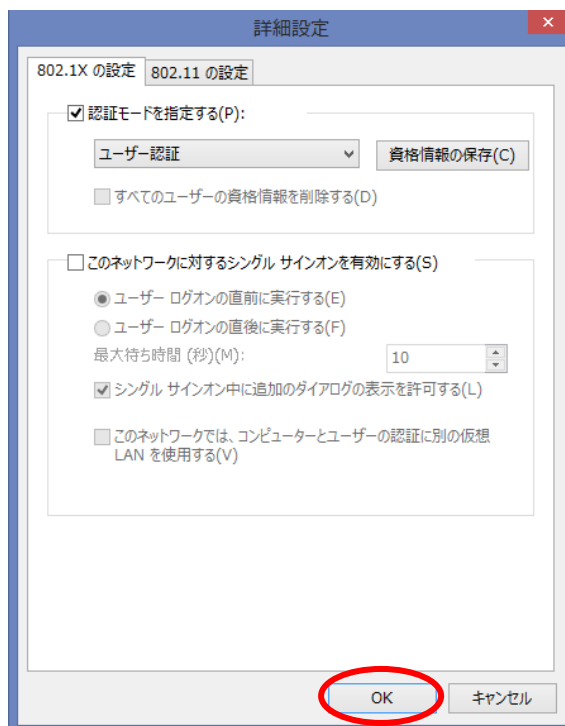 詳細設定
802.1X の設定 802.11 の設定
認証モードを指定する(P):
ユーザー認証 資格情報の保存(C)
すべてのユーザーの資格情報を削除する(D)
このネットワークに対するシングル サインオンを有効にする(S)
ユーザー ログオンの直前に実行する(E)
ユーザー ログオンの直後に実行する(F)
最大待ち時間 (秒)(M): 10
シングル サインオン中に追加のダイアログの表示を許可する(L)
このネットワークでは、コンピューターとユーザーの認証に別の仮想
LAN を使用する(V)
OK キャンセル